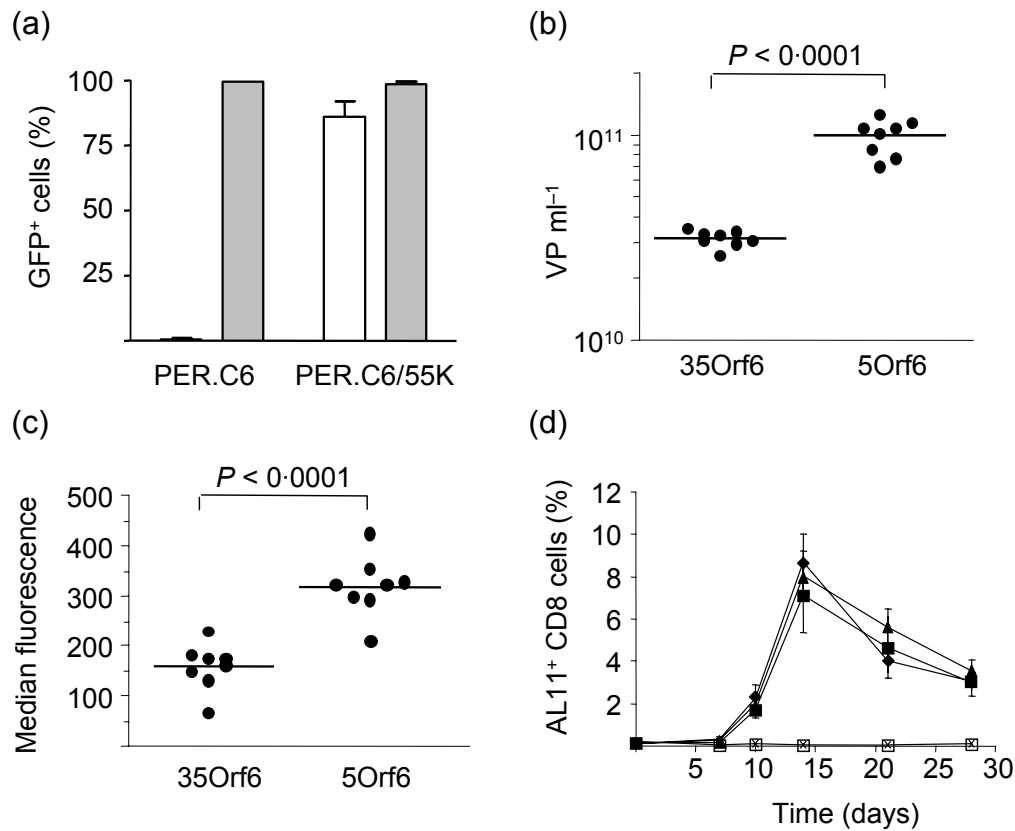 (a)
GFP⁺ cells (%)
100
75
50
25
PER.C6 PER.C6/55K
(b)
P < 0·0001
VP ml⁻¹
10¹¹
10¹⁰
35Orf6 5Orf6
(c)
P < 0·0001
Median fluorescence
500
400
300
200
100
35Orf6 5Orf6
(d)
AL11⁺ CD8 cells (%)
12
10
8
6
4
2
5 10 15 20 25 30
Time (days)